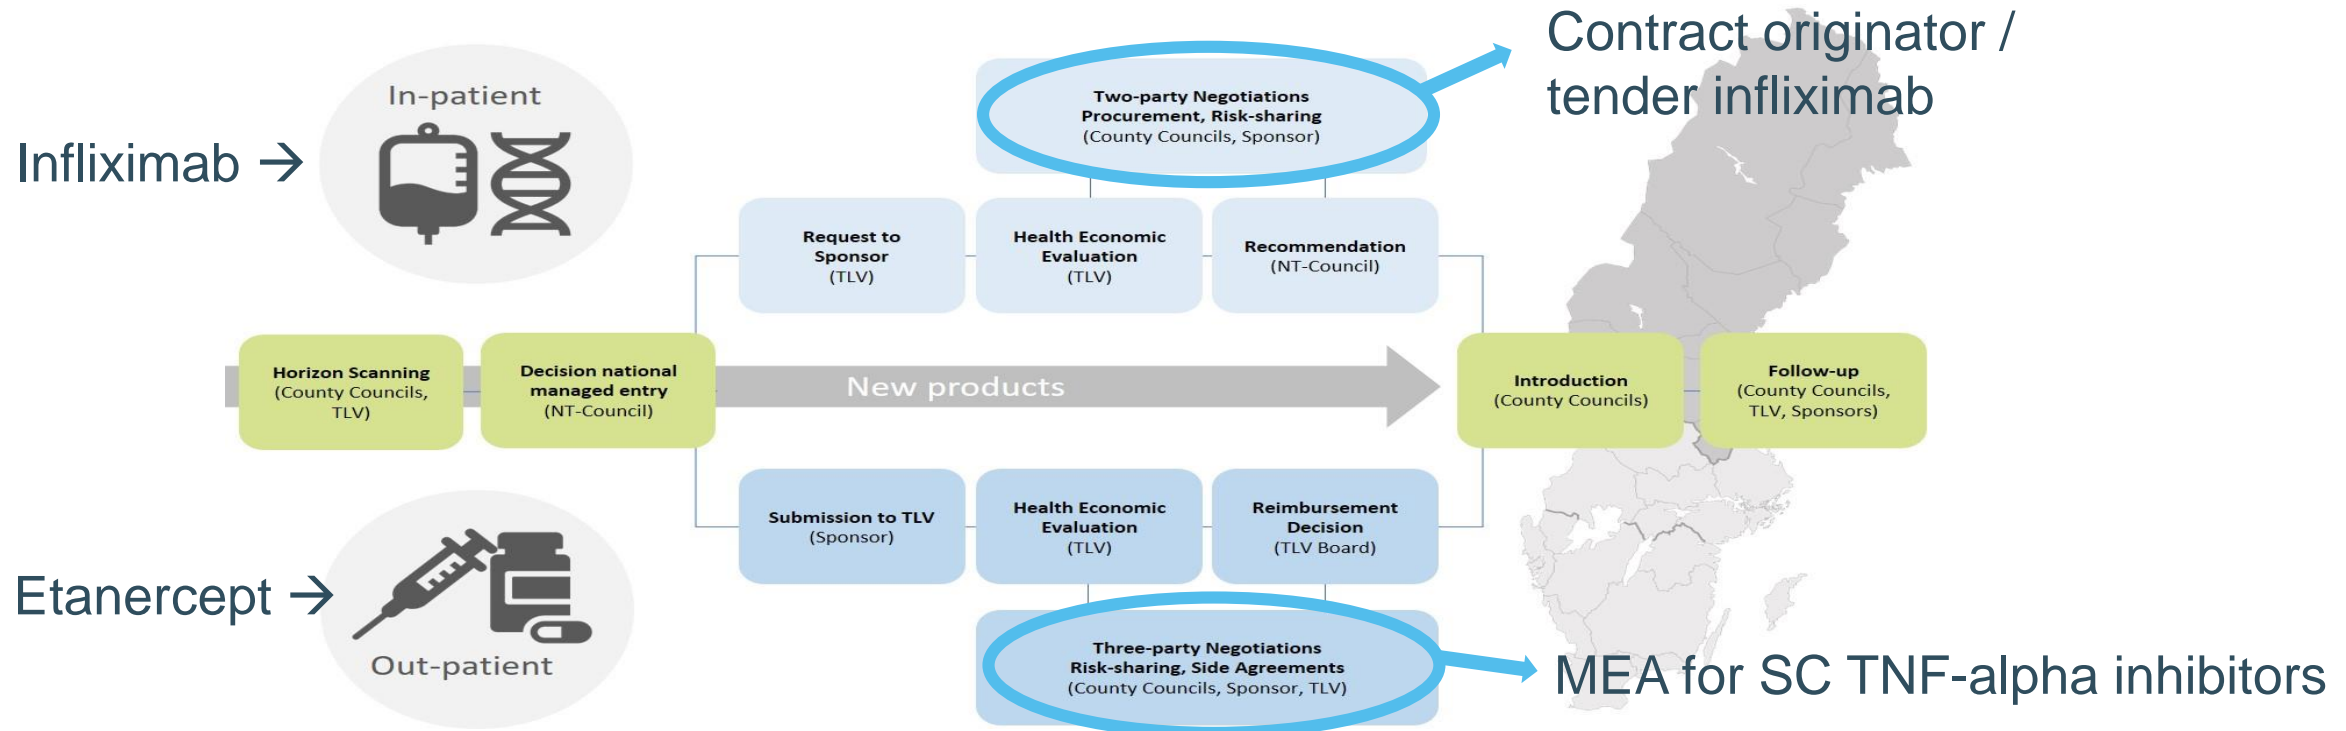 Contract originator /
tender infliximab
In-patient
Infliximab →
Two-party Negotiations
Procurement, Risk-sharing
(County Councils, Sponsor)
Request to
Sponsor
(TLV)
Health Economic
Evaluation
(TLV)
Recommendation
(NT-Council)
Horizon Scanning
(County Councils,
TLV)
Decision national
managed entry
(NT-Council)
New products
Introduction
(County Councils)
Follow-up
(County Councils,
TLV, Sponsors)
Submission to TLV
(Sponsor)
Health Economic
Evaluation
(TLV)
Reimbursement
Decision
(TLV Board)
Etanercept →
Out-patient
Three-party Negotiations
Risk-sharing, Side Agreements
(County Councils, Sponsor, TLV)
MEA for SC TNF-alpha inhibitors